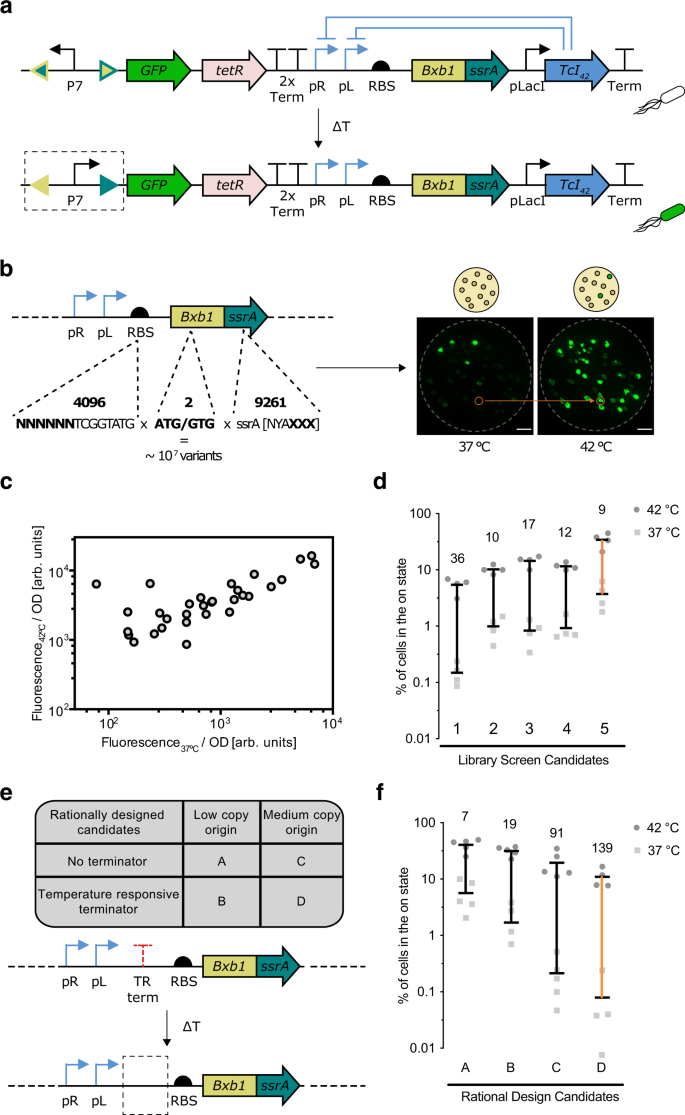 a
P7
GFP
tetR
2x
Term
pR
pL
RBS
Bxb1
ssrA
pLacI
TcI42
Term
ΔT
P7
GFP
tetR
2x
Term
pR
pL
RBS
Bxb1
ssrA
pLacI
TcI42
Term
b
pR
pL
RBS
Bxb1
ssrA
4096
2
9261
NNNNNNTCGGTATG x ATG/GTG x ssrA [NYAXXX]
=
~ 10⁷ variants
37 ºC
42 ºC
c
Fluorescence42ºC / OD [arb. units]
10⁴
10³
10²
10²
10³
10⁴
Fluorescence37ºC / OD [arb. units]
d
% of cells in the on state
100
10
1
0.1
0.01
36
10
17
12
9
42 °C
37 °C
1
2
3
4
5
Library Screen Candidates
e
Rationally designed candidates
Low copy origin
Medium copy origin
No terminator
A
C
Temperature responsive terminator
B
D
pR
pL
TR
term
RBS
Bxb1
ssrA
ΔT
pR
pL
RBS
Bxb1
ssrA
f
% of cells in the on state
100
10
1
0.1
0.01
7
19
91
139
42 °C
37 °C
A
B
C
D
Rational Design Candidates